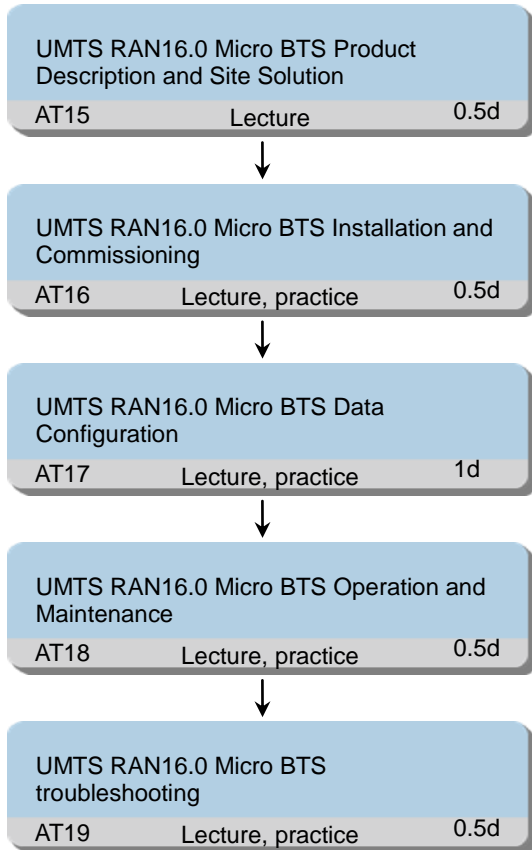 UMTS RAN16.0 Micro BTS Product
Description and Site Solution
AT15 Lecture 0.5d
UMTS RAN16.0 Micro BTS Installation and
Commissioning
AT16 Lecture, practice 0.5d
UMTS RAN16.0 Micro BTS Data
Configuration
AT17 Lecture, practice 1d
UMTS RAN16.0 Micro BTS Operation and
Maintenance
AT18 Lecture, practice 0.5d
UMTS RAN16.0 Micro BTS
troubleshooting
AT19 Lecture, practice 0.5d